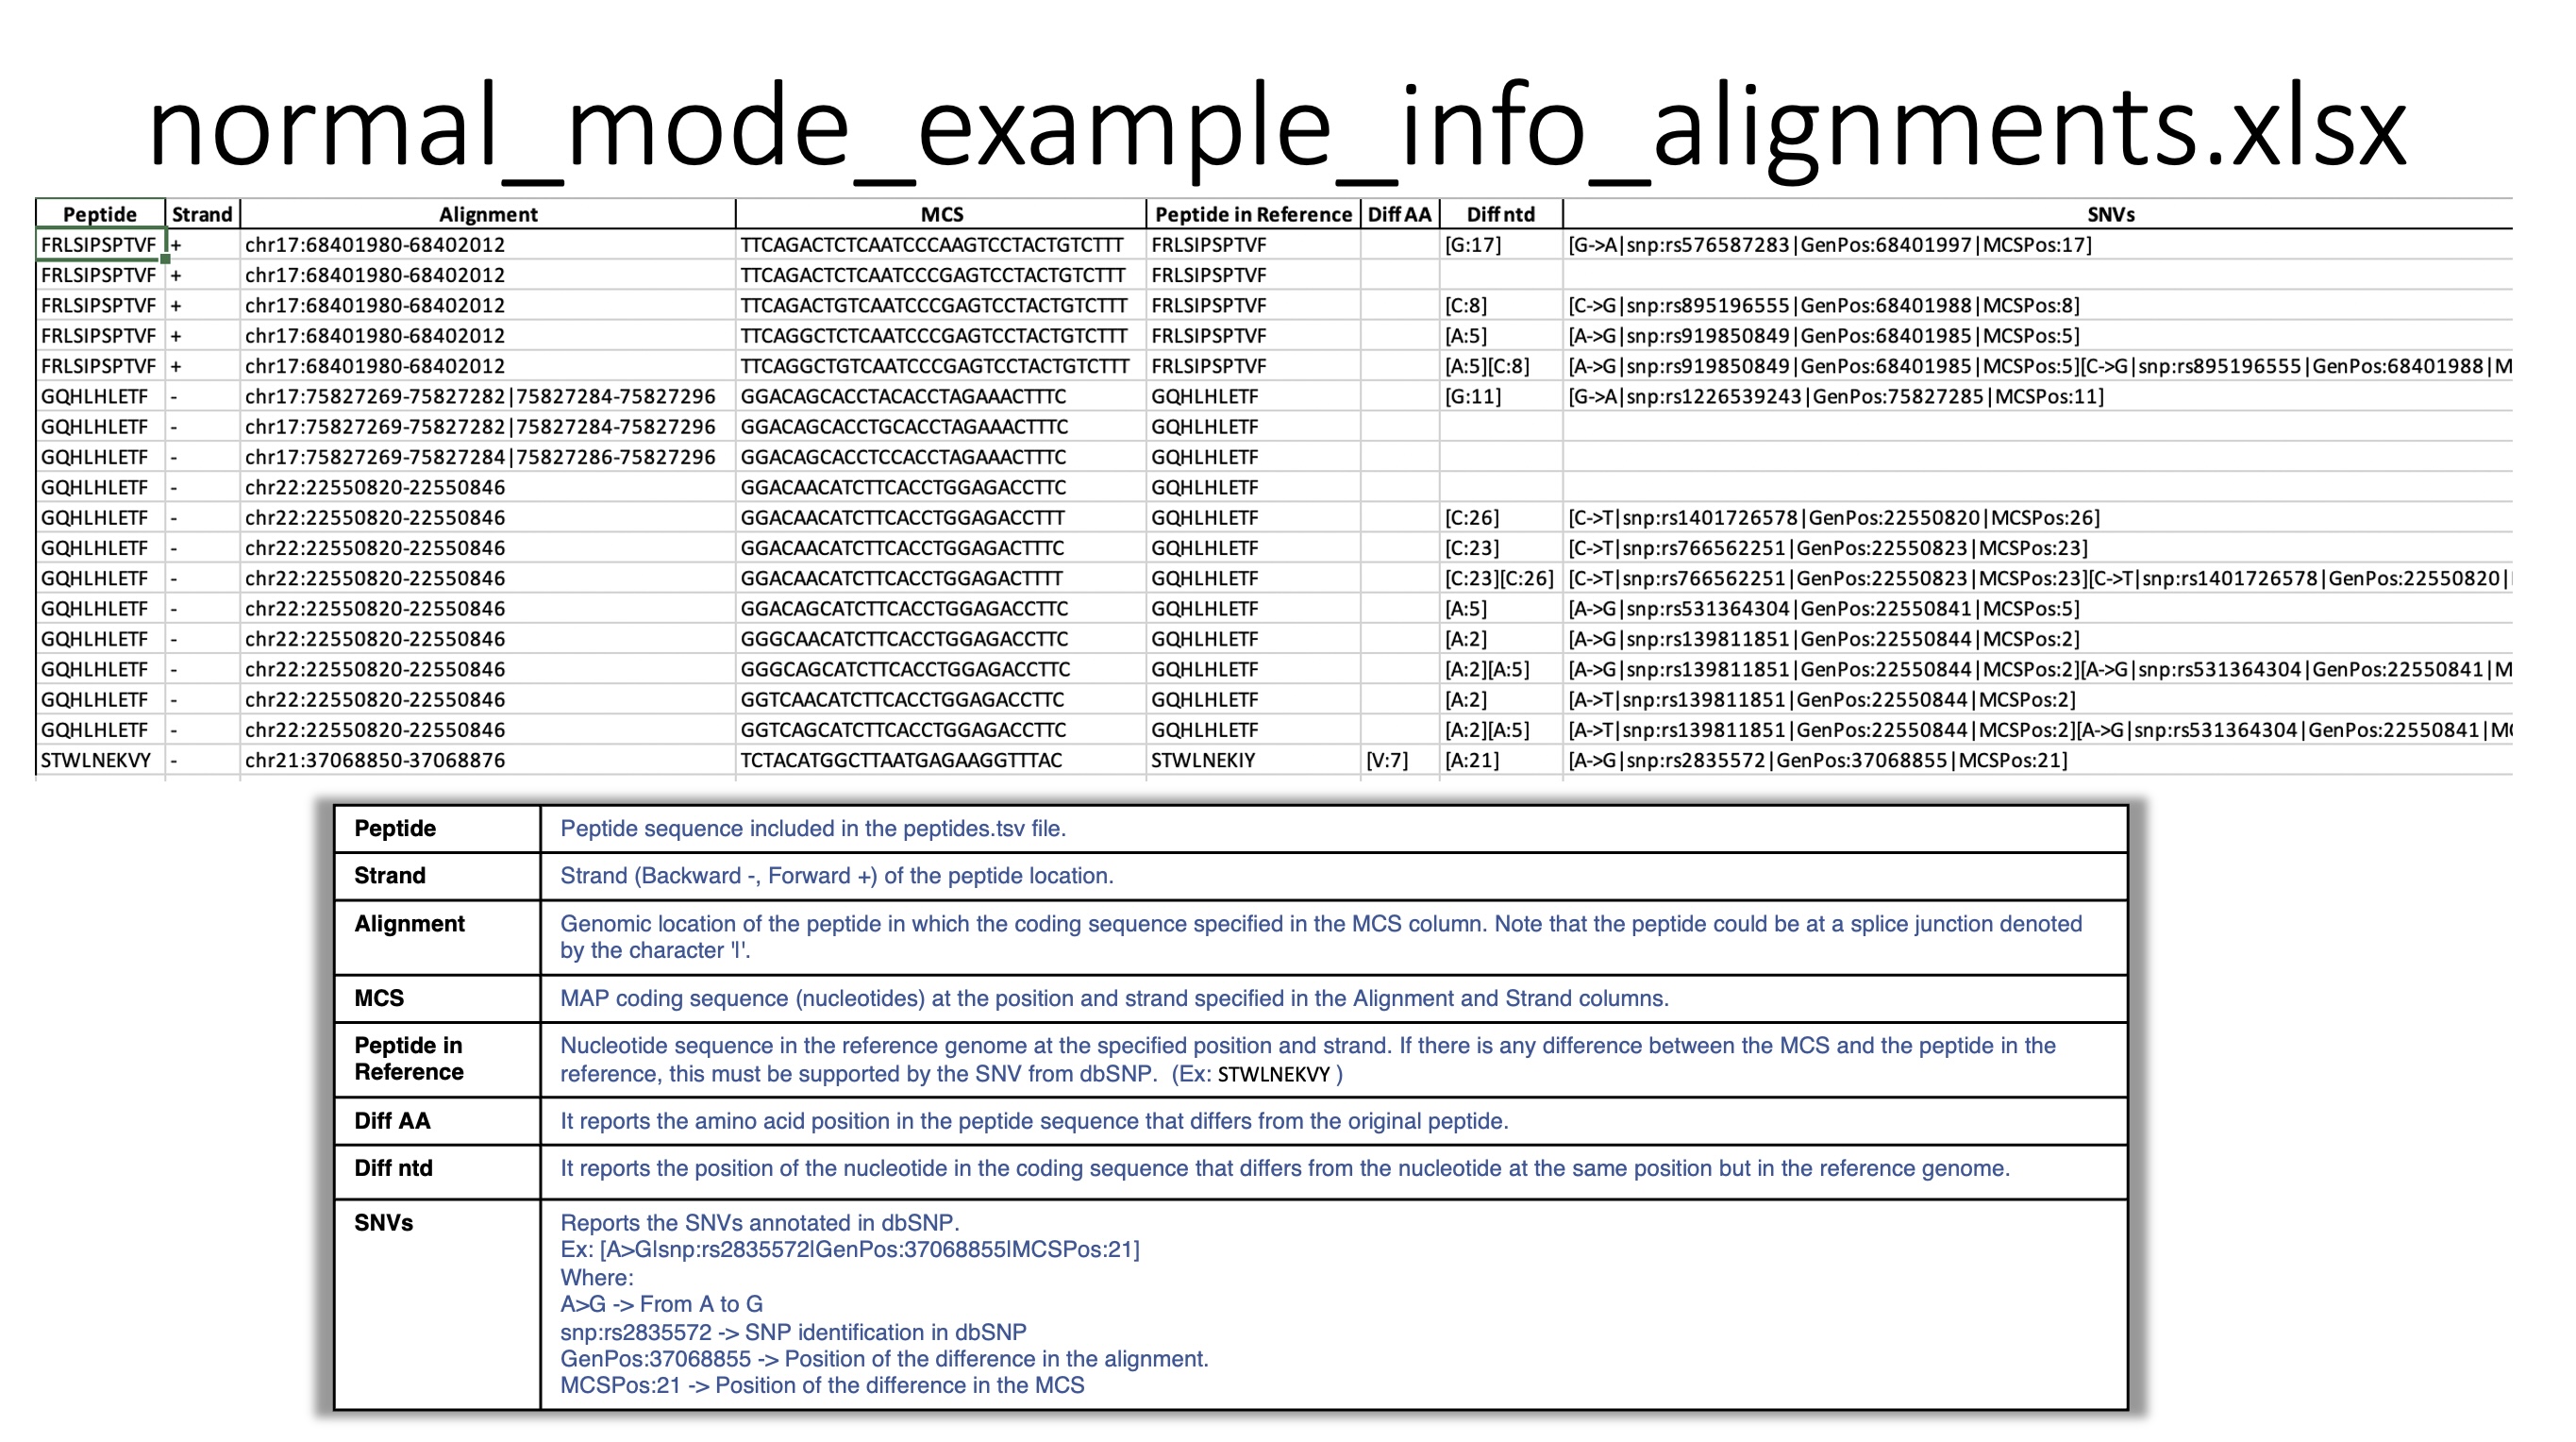 normal_mode_example_info_alignments.xlsx
Peptide Strand Alignment MCS Peptide in Reference Diff AA Diff ntd SNVs
FRLSIPSPTVF + chr17:68401980-68402012 TTCAGACTCTCAATCCCAAGTCCTACTGTCTTT FRLSIPSPTVF [G:17] [G->A|snp:rs576587283|GenPos:68401997|MCSPos:17]
FRLSIPSPTVF + chr17:68401980-68402012 TTCAGACTCTCAATCCCGAGTCCTACTGTCTTT FRLSIPSPTVF
FRLSIPSPTVF + chr17:68401980-68402012 TTCAGACTGTCAATCCCGAGTCCTACTGTCTTT FRLSIPSPTVF [C:8] [C->G|snp:rs895196555|GenPos:68401988|MCSPos:8]
FRLSIPSPTVF + chr17:68401980-68402012 TTCAGGCTCTCAATCCCGAGTCCTACTGTCTTT FRLSIPSPTVF [A:5] [A->G|snp:rs919850849|GenPos:68401985|MCSPos:5]
FRLSIPSPTVF + chr17:68401980-68402012 TTCAGGCTGTCAATCCCGAGTCCTACTGTCTTT FRLSIPSPTVF [A:5][C:8] [A->G|snp:rs919850849|GenPos:68401985|MCSPos:5][C->G|snp:rs895196555|GenPos:68401988|M
GQHLHLETF - chr17:75827269-75827282|75827284-75827296 GGACAGCACCTACACCTAGAAACTTTC GQHLHLETF [G:11] [G->A|snp:rs1226539243|GenPos:75827285|MCSPos:11]
GQHLHLETF - chr17:75827269-75827282|75827284-75827296 GGACAGCACCTGCACCTAGAAACTTTC GQHLHLETF
GQHLHLETF - chr17:75827269-75827284|75827286-75827296 GGACAGCACCTCCACCTAGAAACTTTC GQHLHLETF
GQHLHLETF - chr22:22550820-22550846 GGACAACATCTTCACCTGGAGACCTTC GQHLHLETF
GQHLHLETF - chr22:22550820-22550846 GGACAACATCTTCACCTGGAGACCTTT GQHLHLETF [C:26] [C->T|snp:rs1401726578|GenPos:22550820|MCSPos:26]
GQHLHLETF - chr22:22550820-22550846 GGACAACATCTTCACCTGGAGACTTTC GQHLHLETF [C:23] [C->T|snp:rs766562251|GenPos:22550823|MCSPos:23]
GQHLHLETF - chr22:22550820-22550846 GGACAACATCTTCACCTGGAGACTTTT GQHLHLETF [C:23][C:26] [C->T|snp:rs766562251|GenPos:22550823|MCSPos:23][C->T|snp:rs1401726578|GenPos:22550820|
GQHLHLETF - chr22:22550820-22550846 GGACAGCATCTTCACCTGGAGACCTTC GQHLHLETF [A:5] [A->G|snp:rs531364304|GenPos:22550841|MCSPos:5]
GQHLHLETF - chr22:22550820-22550846 GGGCAACATCTTCACCTGGAGACCTTC GQHLHLETF [A:2] [A->G|snp:rs139811851|GenPos:22550844|MCSPos:2]
GQHLHLETF - chr22:22550820-22550846 GGGCAGCATCTTCACCTGGAGACCTTC GQHLHLETF [A:2][A:5] [A->G|snp:rs139811851|GenPos:22550844|MCSPos:2][A->G|snp:rs531364304|GenPos:22550841|M
GQHLHLETF - chr22:22550820-22550846 GGTCAACATCTTCACCTGGAGACCTTC GQHLHLETF [A:2] [A->T|snp:rs139811851|GenPos:22550844|MCSPos:2]
GQHLHLETF - chr22:22550820-22550846 GGTCAGCATCTTCACCTGGAGACCTTC GQHLHLETF [A:2][A:5] [A->T|snp:rs139811851|GenPos:22550844|MCSPos:2][A->G|snp:rs531364304|GenPos:22550841|M
STWLNEKVY - chr21:37068850-37068876 TCTACATGGCTTAATGAGAAGGTTTAC STWLNEKIY [V:7] [A:21] [A->G|snp:rs2835572|GenPos:37068855|MCSPos:21]
Peptide Peptide sequence included in the peptides.tsv file.
Strand Strand (Backward -, Forward +) of the peptide location.
Alignment Genomic location of the peptide in which the coding sequence specified in the MCS column. Note that the peptide could be at a splice junction denoted
by the character '|'.
MCS MAP coding sequence (nucleotides) at the position and strand specified in the Alignment and Strand columns.
Peptide in Nucleotide sequence in the reference genome at the specified position and strand. If there is any difference between the MCS and the peptide in the
Reference reference, this must be supported by the SNV from dbSNP. (Ex: STWLNEKVY )
Diff AA It reports the amino acid position in the peptide sequence that differs from the original peptide.
Diff ntd It reports the position of the nucleotide in the coding sequence that differs from the nucleotide at the same position but in the reference genome.
SNVs Reports the SNVs annotated in dbSNP.
Ex: [A>G|snp:rs2835572|GenPos:37068855|MCSPos:21]
Where:
A>G -> From A to G
snp:rs2835572 -> SNP identification in dbSNP
GenPos:37068855 -> Position of the difference in the alignment.
MCSPos:21 -> Position of the difference in the MCS